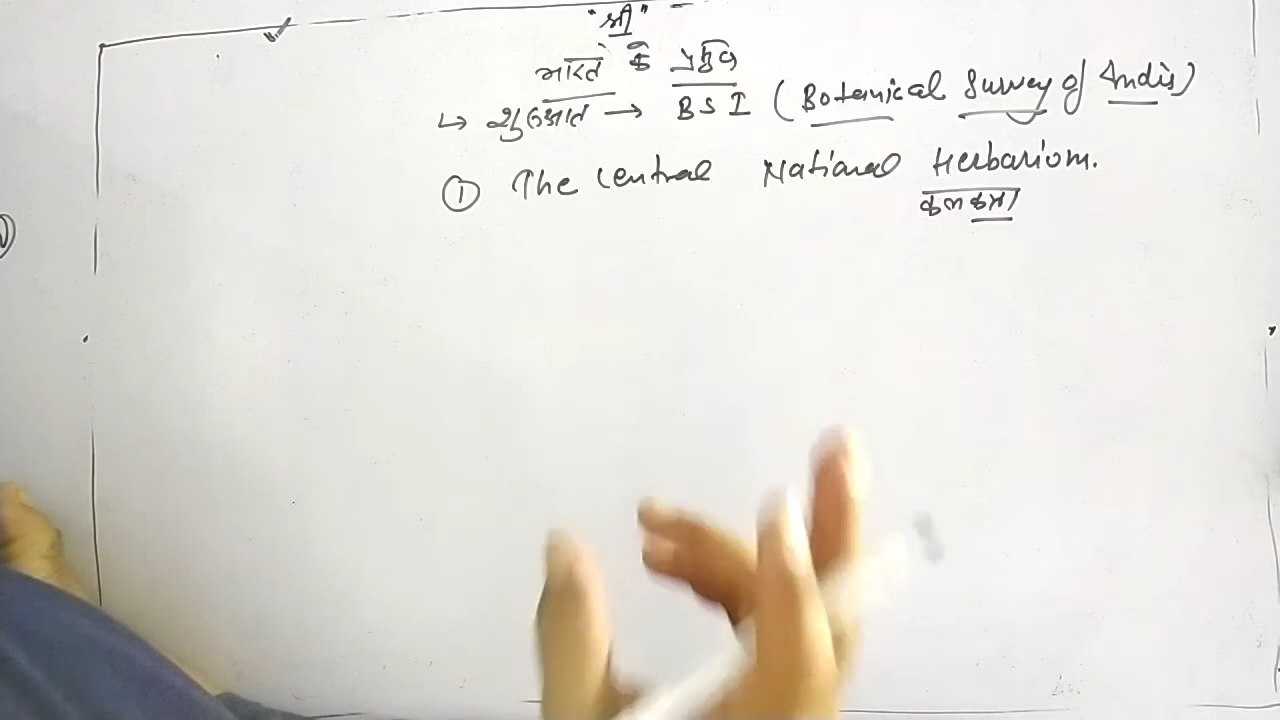 "श्री"
भारत के प्रमुख
↳ शुरुआत → BSI (Botanical Survey of India)
① The Central National Herbarium.
कलकत्ता